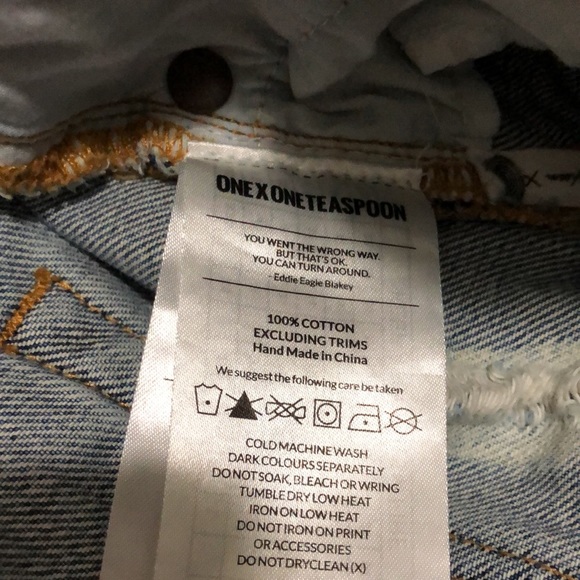 ONEXONETEASPOON
YOU WENT THE WRONG WAY.
BUT THAT'S OK.
YOU CAN TURN AROUND.
- Eddie Eagie Blakey
100% COTTON
EXCLUDING TRIMS
Hand Made in China
We suggest the following care be taken
COLD MACHINE WASH
DARK COLOURS SEPARATELY
DO NOT SOAK, BLEACH OR WRING
TUMBLE DRY LOW HEAT
IRON ON LOW HEAT
DO NOT IRON ON PRINT
OR ACCESSORIES
DO NOT DRYCLEAN (X)